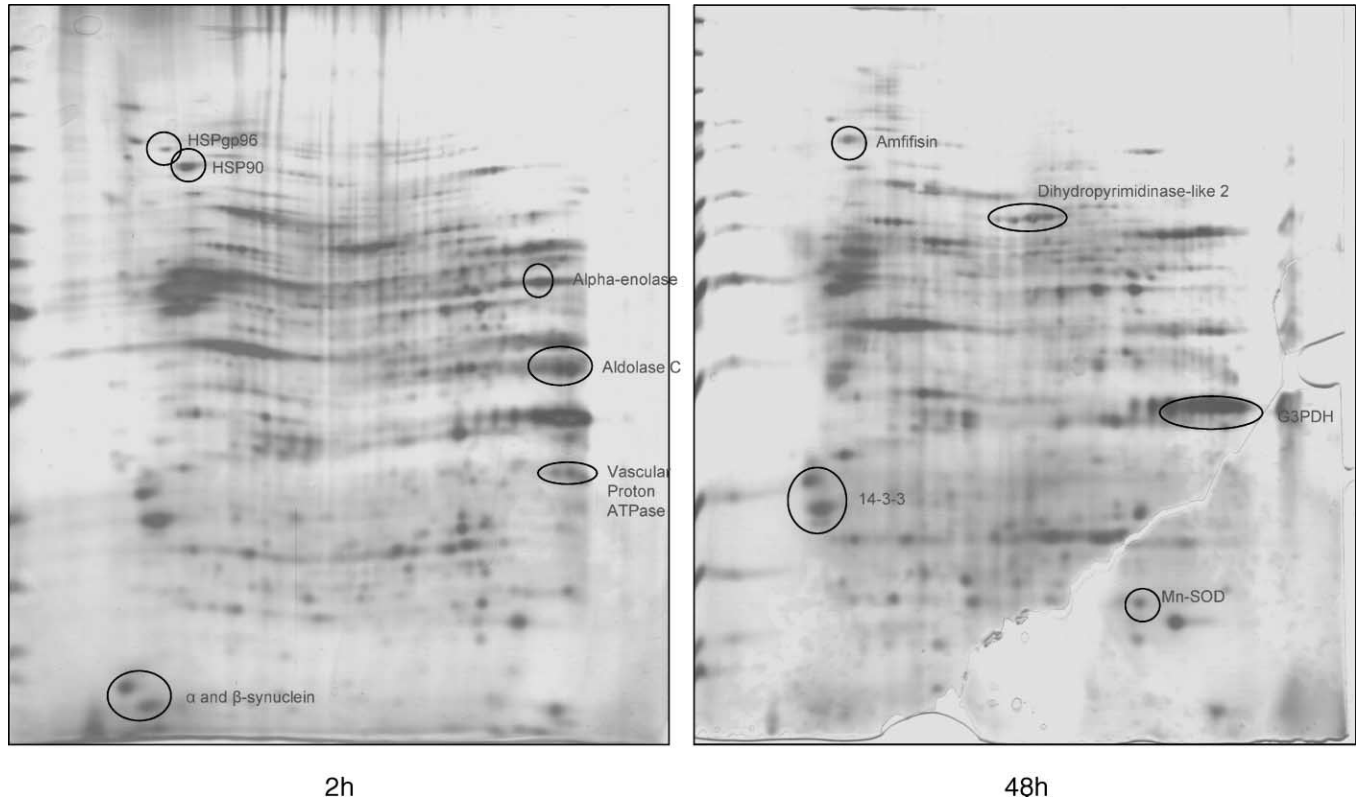 HSPgp96
HSP90
Alpha-enolase
Aldolase C
Vascular
Proton
ATPase
α and β-synuclein
2h
Amfifisin
Dihydropyrimidinase-like 2
G3PDH
14-3-3
Mn-SOD
48h